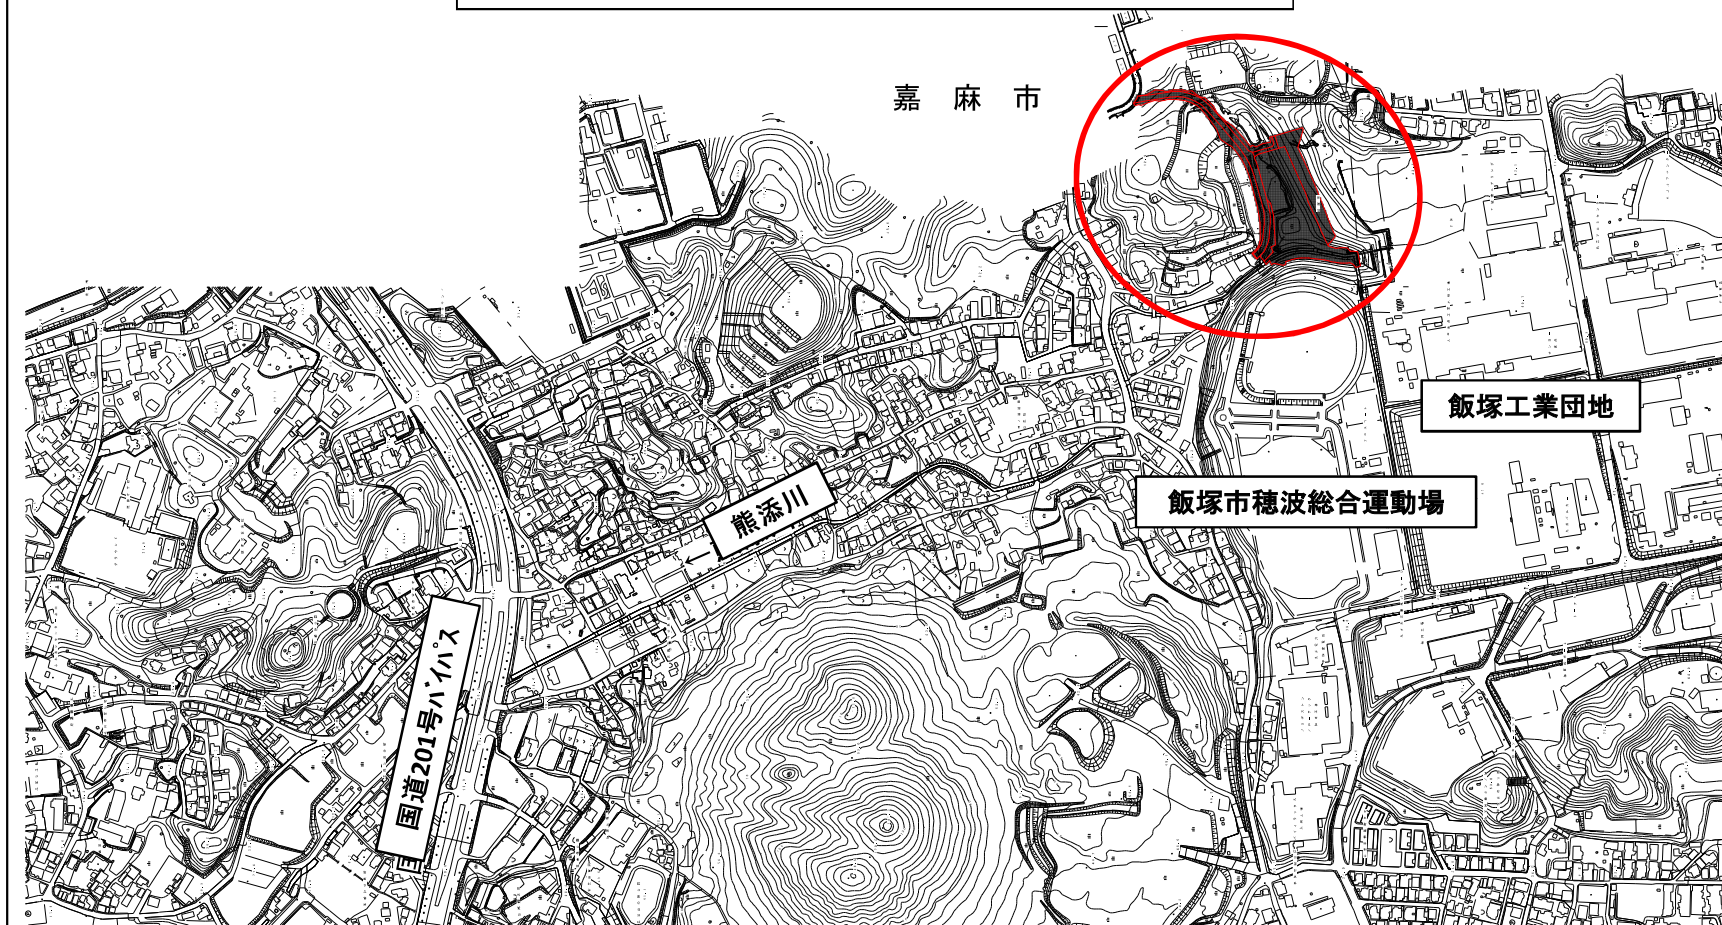 嘉麻市
飯塚工業団地
飯塚市穂波総合運動場
熊添川
←
国道201号バイパス